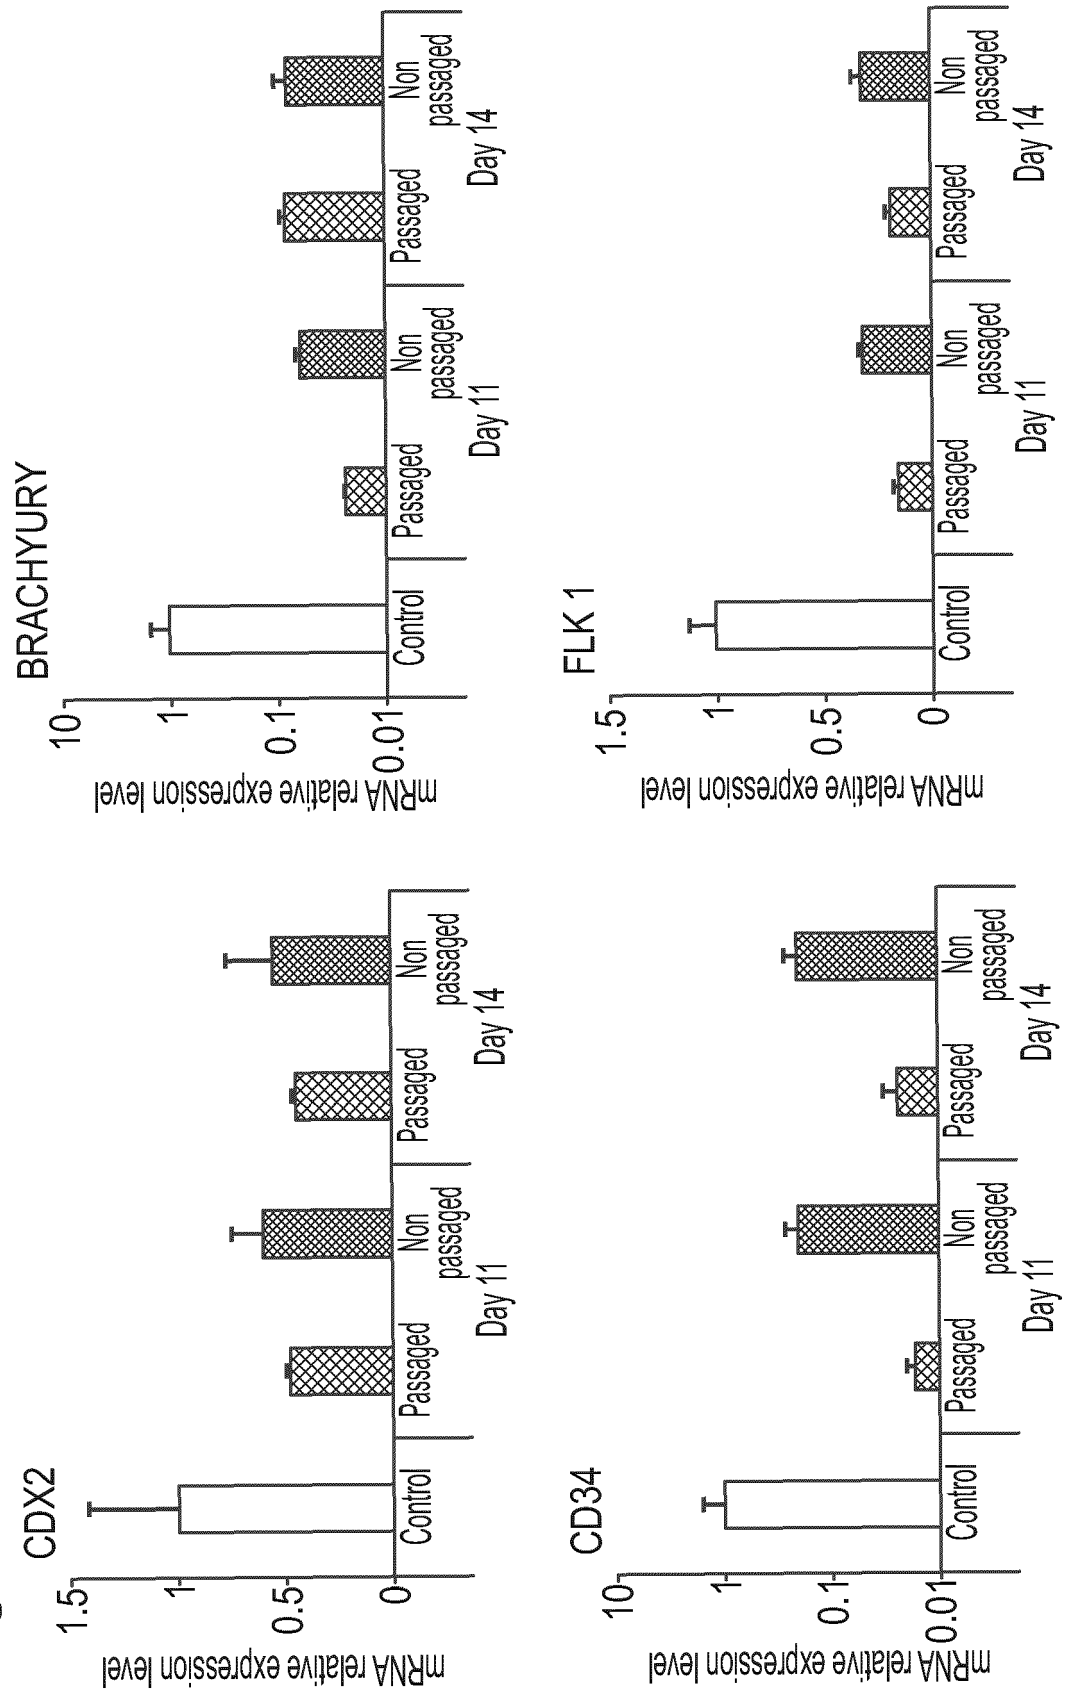 CDX2
mRNA relative expression level
1.5
1
0.5
0
Control
Passaged
Non
passaged
Passaged
Non
passaged
Day 11
Day 14
BRACHYURY
mRNA relative expression level
10
1
0.1
0.01
Control
Passaged
Non
passaged
Passaged
Non
passaged
Day 11
Day 14
CD34
mRNA relative expression level
10
1
0.1
0.01
Control
Passaged
Non
passaged
Passaged
Non
passaged
Day 11
Day 14
FLK 1
mRNA relative expression level
1.5
1
0.5
0
Control
Passaged
Non
passaged
Passaged
Non
passaged
Day 11
Day 14